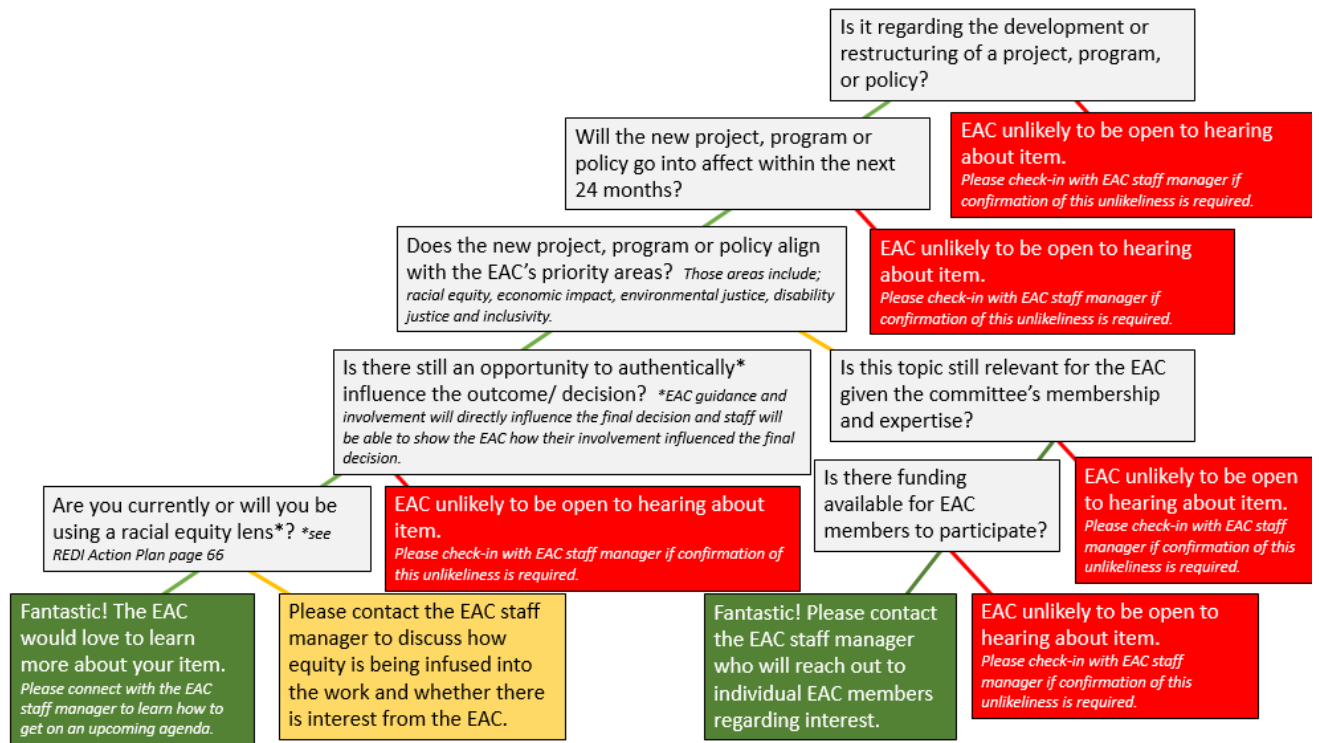 Is it regarding the development or
restructuring of a project, program,
or policy?
Will the new project, program or
policy go into affect within the next
24 months?
EAC unlikely to be open to hearing
about item.
Please check-in with EAC staff manager if
confirmation of this unlikeliness is required.
Does the new project, program or policy align
with the EAC’s priority areas? Those areas include;
racial equity, economic impact, environmental justice, disability
justice and inclusivity.
EAC unlikely to be open to hearing
about item.
Please check-in with EAC staff manager if
confirmation of this unlikeliness is required.
Is there still an opportunity to authentically*
influence the outcome/ decision? *EAC guidance and
involvement will directly influence the final decision and staff will
be able to show the EAC how their involvement influenced the final
decision.
Is this topic still relevant for the EAC
given the committee’s membership
and expertise?
Are you currently or will you be
using a racial equity lens*? *see
REDI Action Plan page 66
EAC unlikely to be open to hearing about
item.
Please check-in with EAC staff manager if confirmation of
this unlikeliness is required.
Is there funding
available for EAC
members to participate?
EAC unlikely to be open
to hearing about item.
Please check-in with EAC staff
manager if confirmation of this
unlikeliness is required.
Fantastic! The EAC
would love to learn
more about your item.
Please connect with the EAC
staff manager to learn how to
get on an upcoming agenda.
Please contact the EAC staff
manager to discuss how
equity is being infused into
the work and whether there
is interest from the EAC.
Fantastic! Please contact
the EAC staff manager
who will reach out to
individual EAC members
regarding interest.
EAC unlikely to be open to
hearing about item.
Please check-in with EAC staff
manager if confirmation of this
unlikeliness is required.